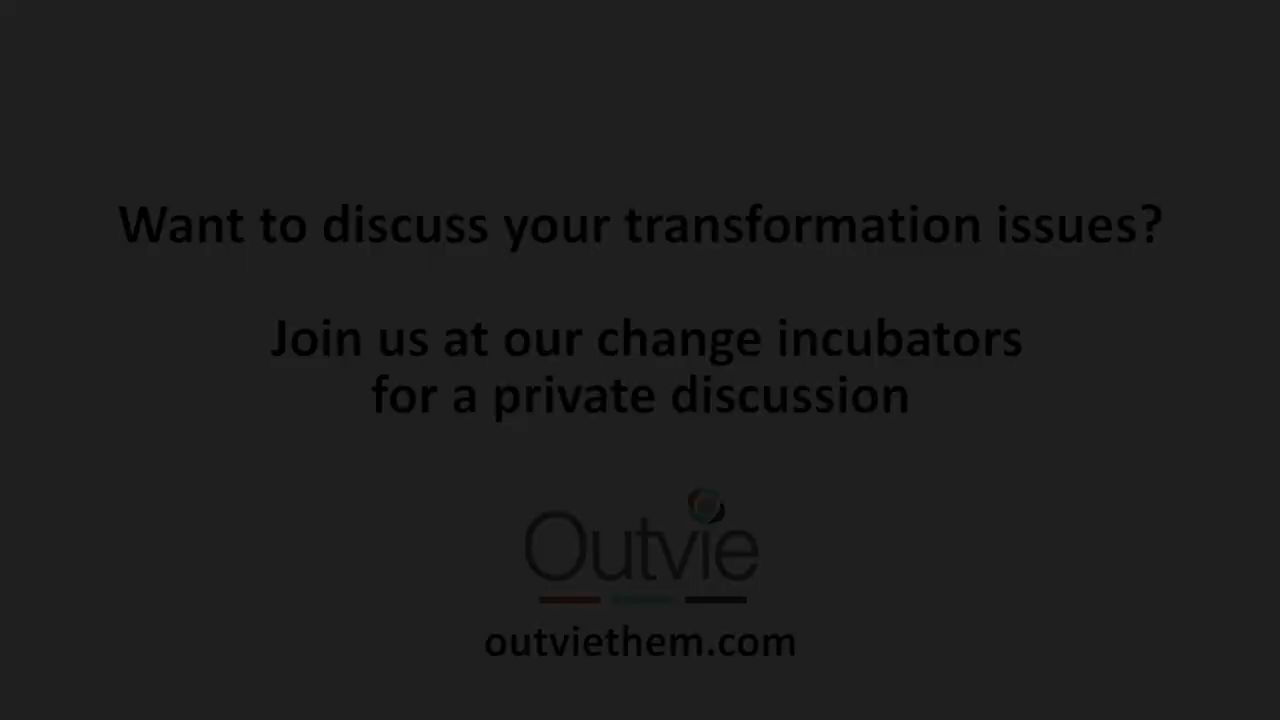 Want to discuss your transformation issues?
Join us at our change incubators
for a private discussion
Outvie
outviethem.com